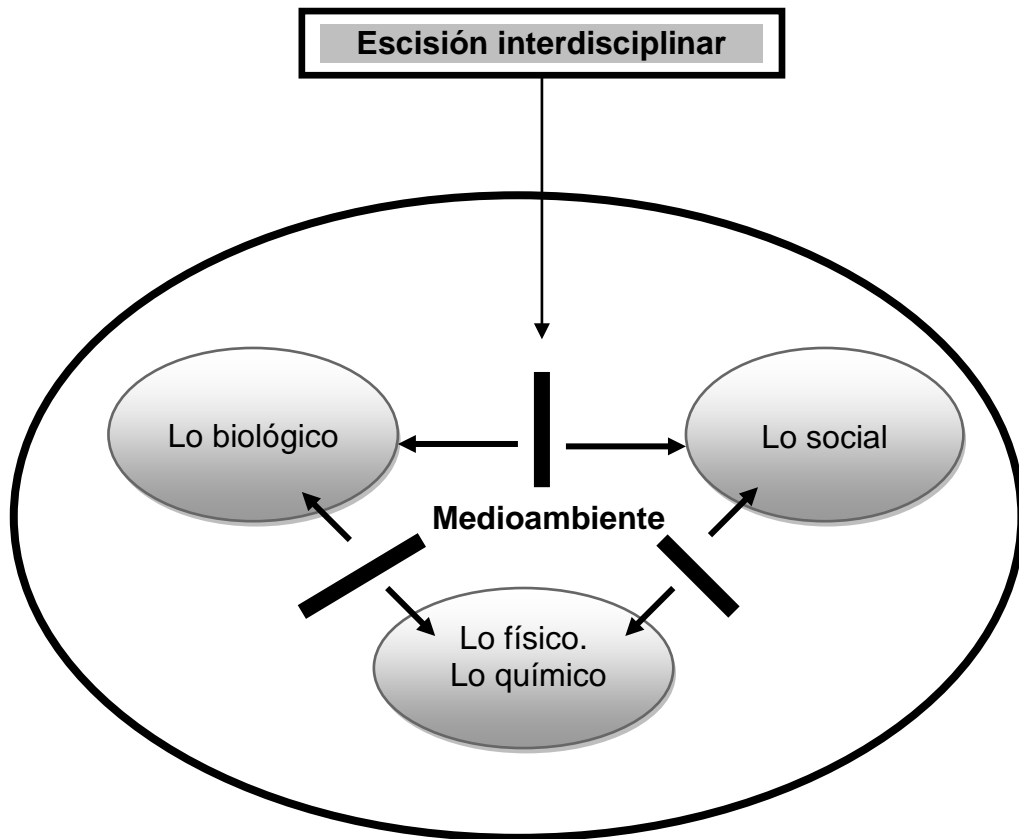 Escisión interdisciplinar
Lo biológico
Lo social
Medioambiente
Lo físico.
Lo químico